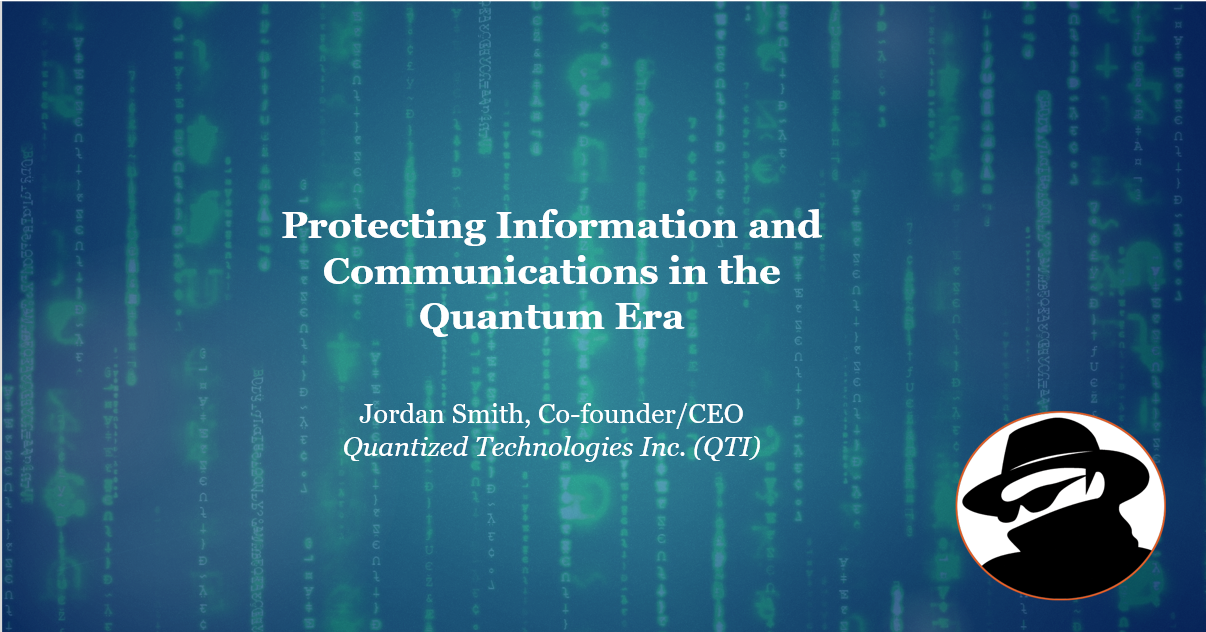 Protecting Information and
Communications in the
Quantum Era
Jordan Smith, Co-founder/CEO
Quantized Technologies Inc. (QTI)